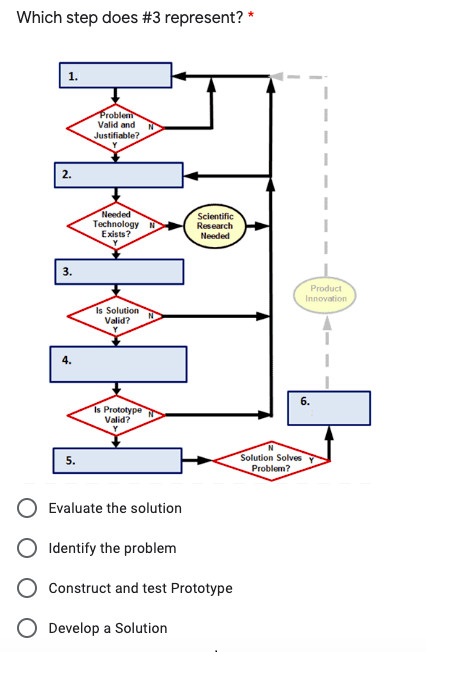 Which step does #3 represent? *
1.
Problem
Valid and N
Justifiable?
Y
2.
Needed
Technology N
Exists?
Y
Scientific
Research
Needed
3.
Product
Innovation
Is Solution
Valid? N
Y
4.
6.
Is Prototype N
Valid?
Y
5.
N
Solution Solves Y
Problem?
Evaluate the solution
Identify the problem
Construct and test Prototype
Develop a Solution